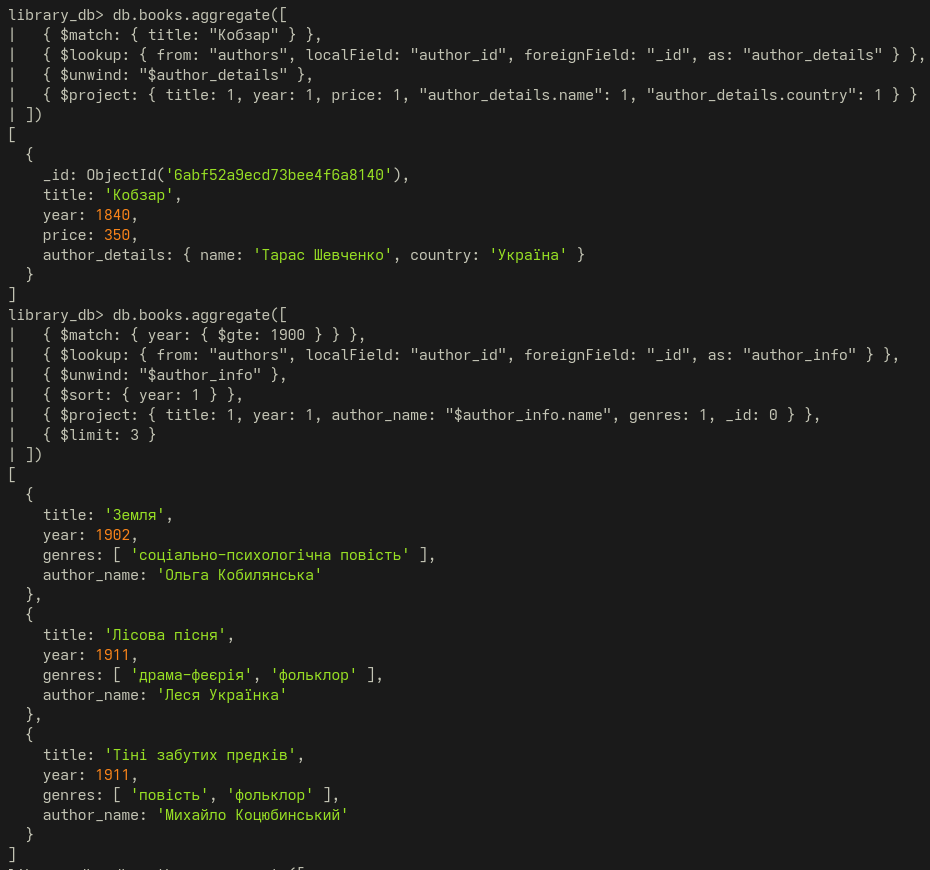 library_db> db.books.aggregate([
|   { $match: { title: "Кобзар" } },
|   { $lookup: { from: "authors", localField: "author_id", foreignField: "_id", as: "author_details" } },
|   { $unwind: "$author_details" },
|   { $project: { title: 1, year: 1, price: 1, "author_details.name": 1, "author_details.country": 1 } }
| ])
[
  {
    _id: ObjectId('6abf52a9ecd73bee4f6a8140'),
    title: 'Кобзар',
    year: 1840,
    price: 350,
    author_details: { name: 'Тарас Шевченко', country: 'Україна' }
  }
]
library_db> db.books.aggregate([
|   { $match: { year: { $gte: 1900 } } },
|   { $lookup: { from: "authors", localField: "author_id", foreignField: "_id", as: "author_info" } },
|   { $unwind: "$author_info" },
|   { $sort: { year: 1 } },
|   { $project: { title: 1, year: 1, author_name: "$author_info.name", genres: 1, _id: 0 } },
|   { $limit: 3 }
| ])
[
  {
    title: 'Земля',
    year: 1902,
    genres: [ 'соціально-психологічна повість' ],
    author_name: 'Ольга Кобилянська'
  },
  {
    title: 'Лісова пісня',
    year: 1911,
    genres: [ 'драма-феєрія', 'фольклор' ],
    author_name: 'Леся Українка'
  },
  {
    title: 'Тіні забутих предків',
    year: 1911,
    genres: [ 'повість', 'фольклор' ],
    author_name: 'Михайло Коцюбинський'
  }
]